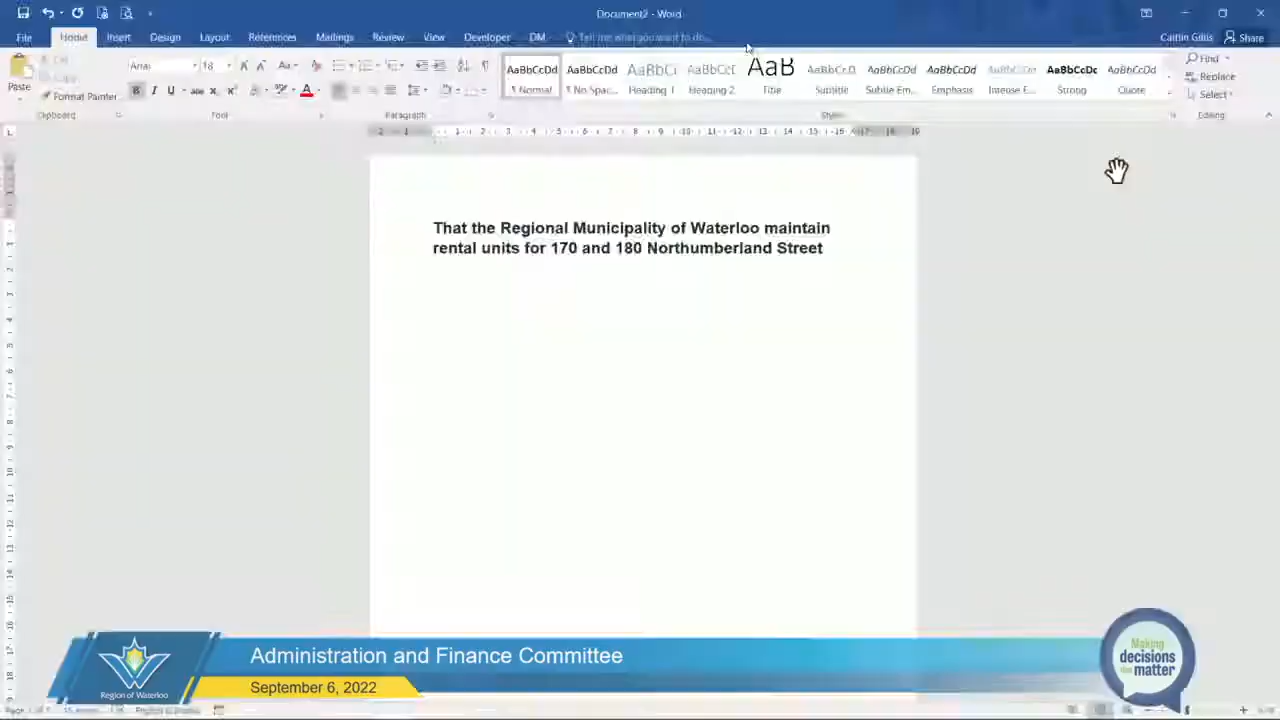 Document2 - Word
File Home Insert Design Layout References Mailings Review View Developer DM Tell me what you want to do... Caitlin Gillis Share
Paste
Format Painter
Clipboard
Arial 18
B I U abc
Paragraph
AaBbCcDd AaBbCcDd AaBbC AaBbCcC AaB AaBbCcD AaBbCcDd AaBbCcDd AaBbCcDd AaBbCcDc AaBbCcDd
¶ Normal ¶ No Spac... Heading 1 Heading 2 Title Subtitle Subtle Em... Emphasis Intense E... Strong Quote
Find
Replace
Select
Editing
That the Regional Municipality of Waterloo maintain
rental units for 170 and 180 Northumberland Street
Administration and Finance Committee
September 6, 2022
Region of Waterloo
Making
decisions
that matter